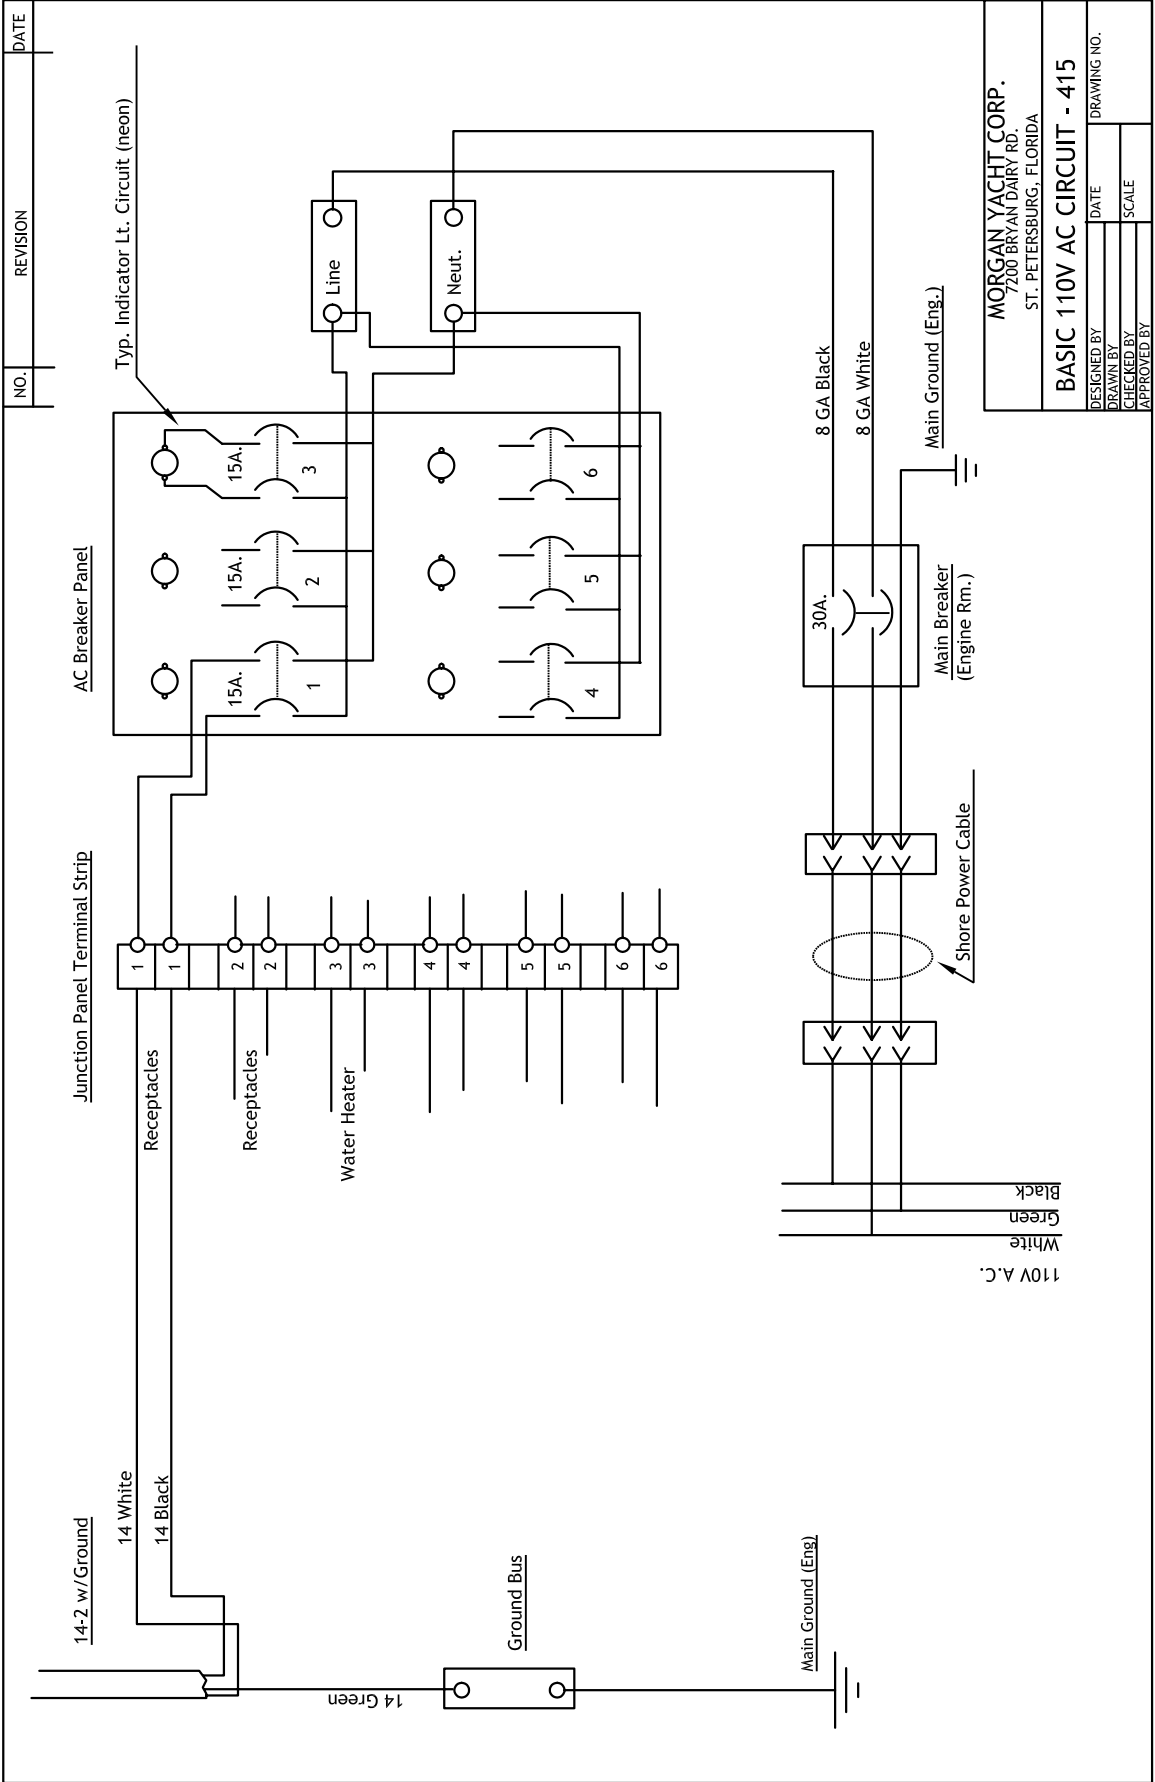 NO.
REVISION
DATE
Typ. Indicator Lt. Circuit (neon)
14-2 w/Ground
Junction Panel Terminal Strip
AC Breaker Panel
14 White
14 Black
14 Green
Receptacles
Receptacles
Water Heater
1
1
2
2
3
3
4
4
5
5
6
6
15A.
15A.
15A.
1
2
3
4
5
6
Line
Neut.
Ground Bus
Main Ground (Eng)
110V A.C.
White
Green
Black
Shore Power Cable
30A.
Main Breaker
(Engine Rm.)
8 GA Black
8 GA White
Main Ground (Eng.)
MORGAN YACHT CORP.
7200 BRYAN DAIRY RD.
ST. PETERSBURG, FLORIDA
BASIC 110V AC CIRCUIT - 415
DESIGNED BY
DRAWN BY
CHECKED BY
APPROVED BY
DATE
SCALE
DRAWING NO.